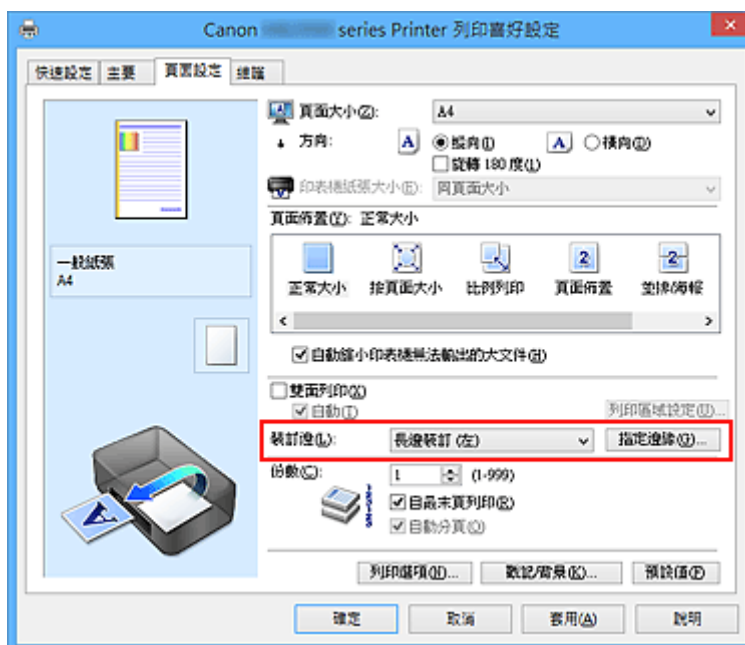 Canon series Printer 列印喜好設定
快速設定 主要 頁面設定 維護
頁面大小(Z): A4
方向: A 縱向(I) A 橫向(D)
旋轉 180 度(L)
印表機紙張大小(E): 同頁面大小
頁面佈置(Y): 正常大小
正常大小 按頁面大小 比例列印 頁面佈置 並排/海報
自動縮小印表機無法輸出的大文件(H)
一般紙張
A4
雙面列印(X)
自動(T)
列印區域設定(U)...
裝訂邊(L): 長邊裝訂 (左) 指定邊緣(G)...
份數(C): 1 (1-999)
自最末頁列印(R)
自動分頁(O)
列印選項(N)... 戳記/背景(K)... 預設值(F)
確定 取消 套用(A) 說明